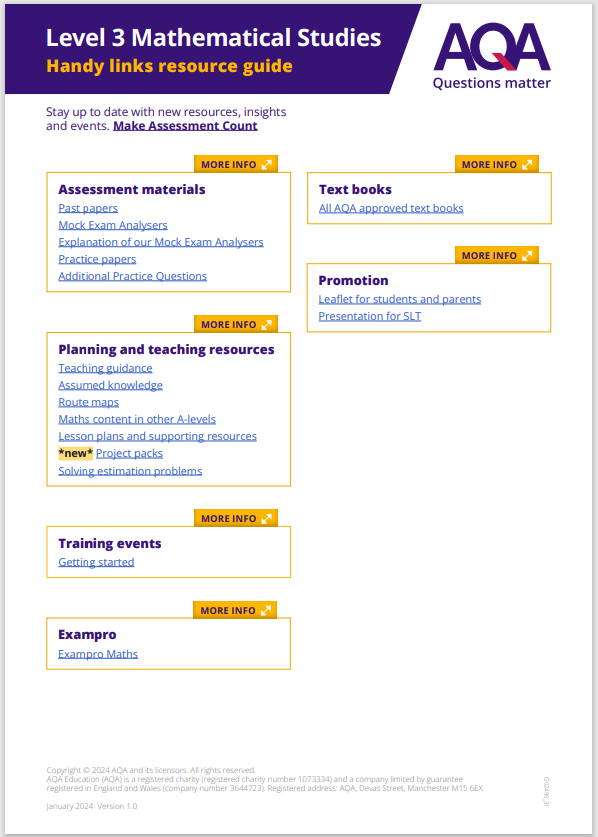 Level 3 Mathematical Studies
Handy links resource guide
AQA
Questions matter
Stay up to date with new resources, insights
and events. Make Assessment Count
MORE INFO
Assessment materials
Past papers
Mock Exam Analysers
Explanation of our Mock Exam Analysers
Practice papers
Additional Practice Questions
MORE INFO
Planning and teaching resources
Teaching guidance
Assumed knowledge
Route maps
Maths content in other A-levels
Lesson plans and supporting resources
*new* Project packs
Solving estimation problems
MORE INFO
Training events
Getting started
MORE INFO
Exampro
Exampro Maths
MORE INFO
Text books
All AQA approved text books
MORE INFO
Promotion
Leaflet for students and parents
Presentation for SLT
Copyright © 2024 AQA and its licensors. All rights reserved.
AQA Education (AQA) is a registered charity (registered charity number 1073334) and a company limited by guarantee
registered in England and Wales (company number 3644723). Registered address: AQA, Devas Street, Manchester M15 6EX.
January 2024 Version 1.0